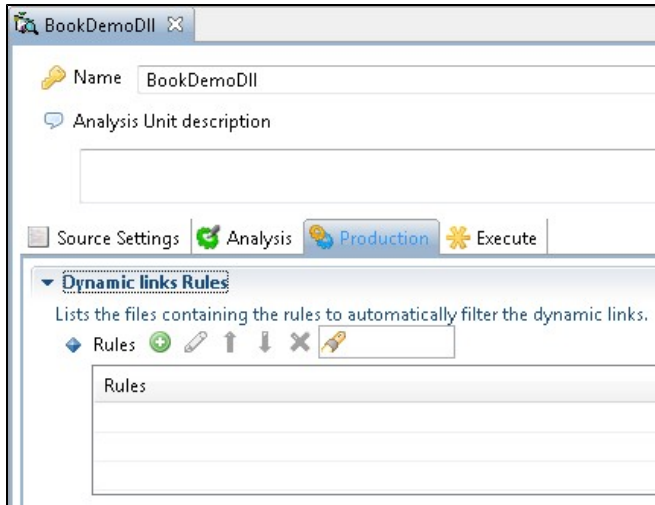 BookDemoDll
Name BookDemoDll
Analysis Unit description
Source Settings Analysis Production Execute
Dynamic links Rules
Lists the files containing the rules to automatically filter the dynamic links.
Rules
Rules